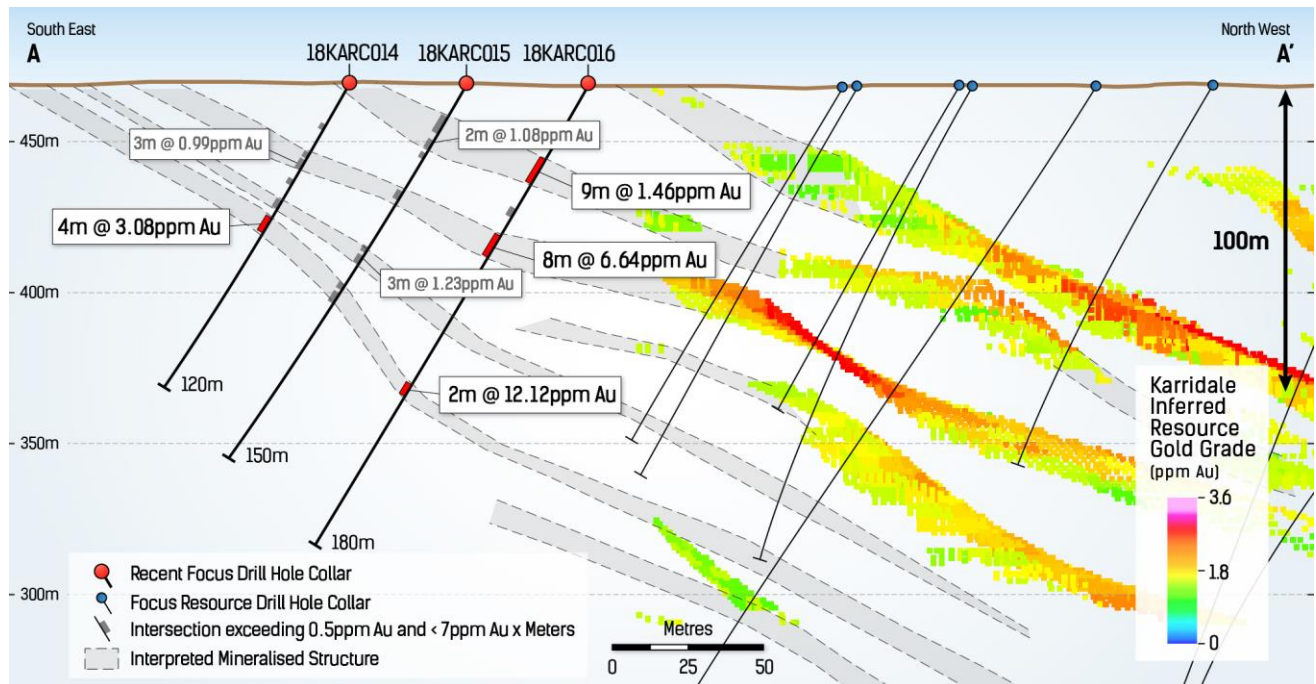 South East
A
North West
A'
18KARC014
18KARC015
18KARC016
450m
3m @ 0.99ppm Au
2m @ 1.08ppm Au
9m @ 1.46ppm Au
4m @ 3.08ppm Au
8m @ 6.64ppm Au
100m
3m @ 1.23ppm Au
400m
120m
2m @ 12.12ppm Au
350m
150m
180m
300m
Karridale
Inferred
Resource
Gold Grade
(ppm Au)
3.6
1.8
0
Recent Focus Drill Hole Collar
Focus Resource Drill Hole Collar
Intersection exceeding 0.5ppm Au and < 7ppm Au x Meters
Interpreted Mineralised Structure
Metres
0 25 50